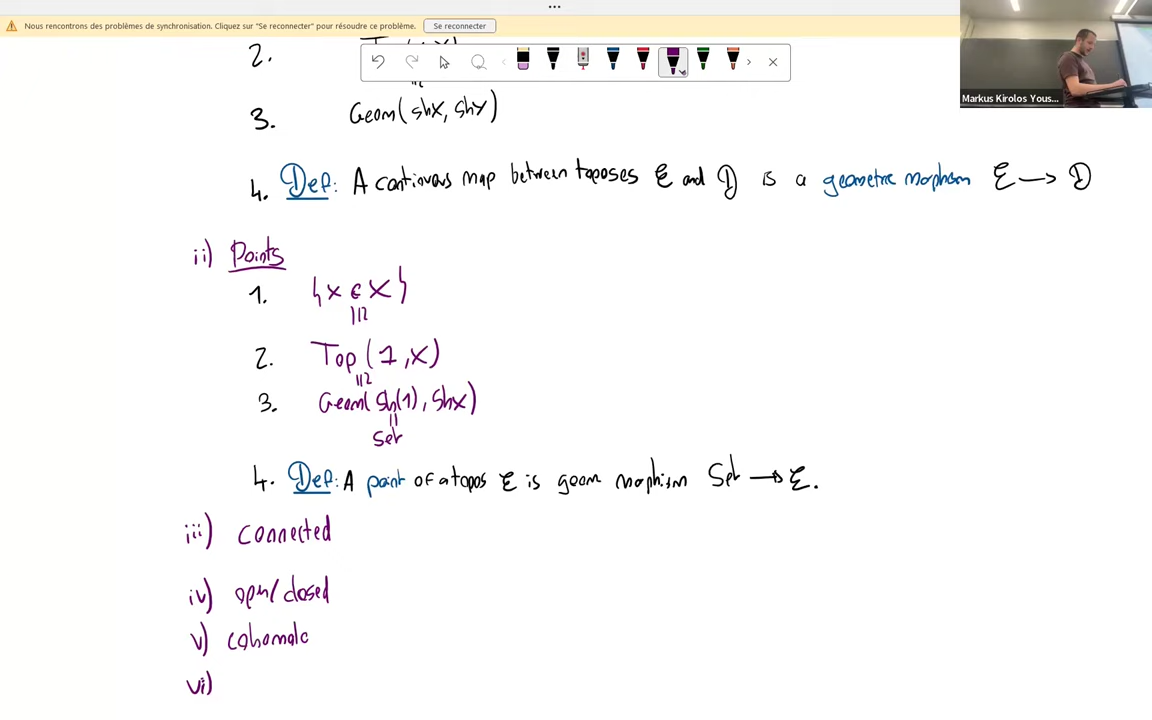 Nous rencontrons des problèmes de synchronisation. Cliquez sur "Se reconnecter" pour résoudre ce problème. Se reconnecter
2.
3. Geom(ShX, ShY)
Markus Kirolos Yous...
4. Def: A continuous map between toposes ℰ and 𝒟 is a geometric morphism ℰ → 𝒟
ii) Points
1. {x ∈ X}
≅
2. Top(1, X)
≅
3. Geom(Sh(1), ShX)
=
Set
4. Def: A point of a topos ℰ is geom morphism Set → ℰ.
iii) connected
iv) open/closed
v) cohomolo
vi)